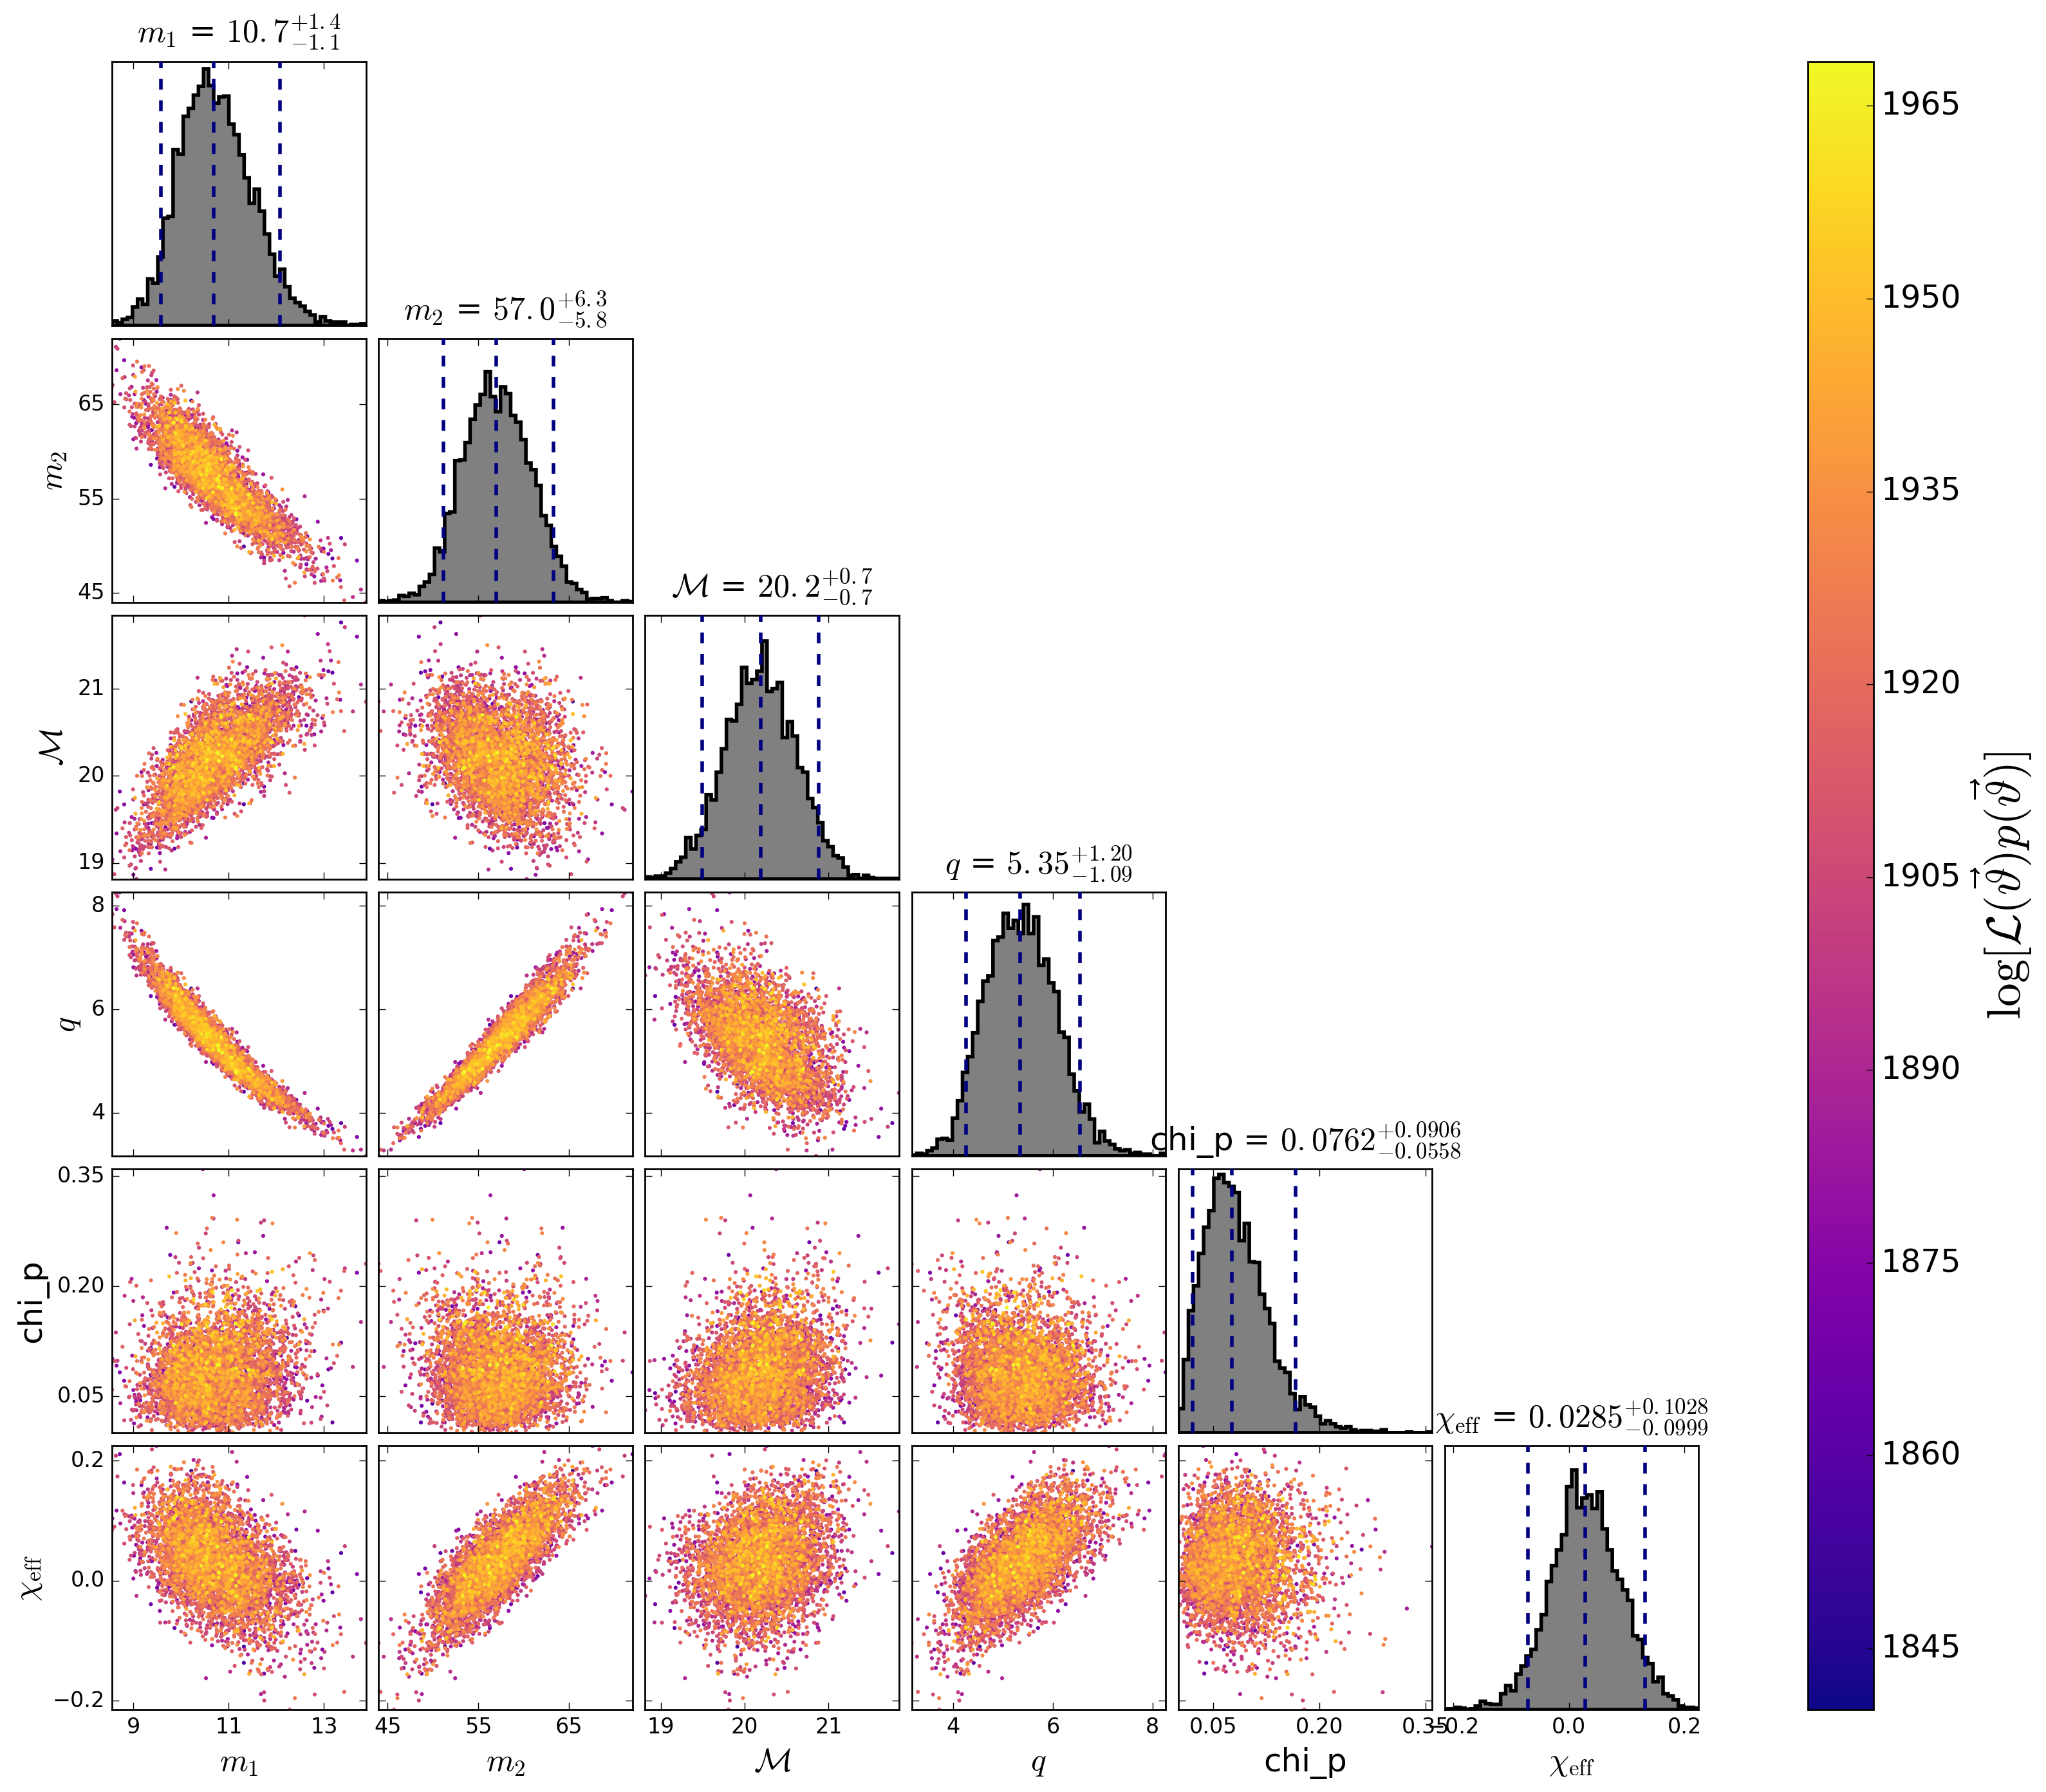 m₁ = 10.7 +1.4 −1.1
1965
m₂ = 57.0 +6.3 −5.8
1950
65
m₂
55
45
1935
ℳ = 20.2 +0.7 −0.7
21
ℳ
20
19
1920
q = 5.35 +1.20 −1.09
1905
8
q
6
4
1890
log[ℒ(ϑ⃗)p(ϑ⃗)]
chi_p = 0.0762 +0.0906 −0.0558
0.35
chi_p
0.20
0.05
1875
χeff = 0.0285 +0.1028 −0.0999
1860
0.2
χeff
0.0
−0.2
1845
9 11 13 45 55 65 19 20 21 4 6 8 0.05 0.20 0.35 −0.2 0.0 0.2
m₁ m₂ ℳ q chi_p χeff